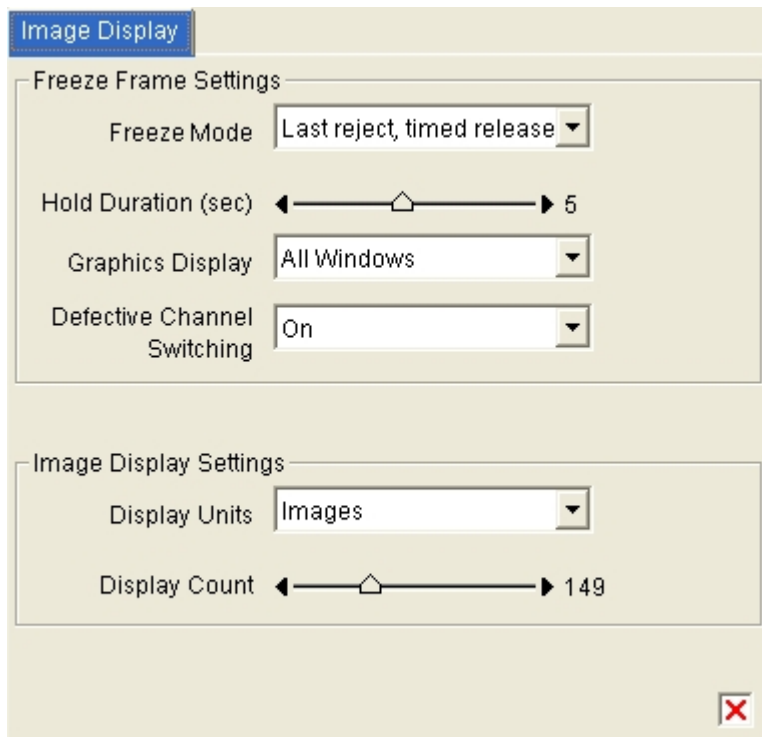 Image Display
Freeze Frame Settings
Freeze Mode Last reject, timed release
Hold Duration (sec) 5
Graphics Display All Windows
Defective Channel
Switching On
Image Display Settings
Display Units Images
Display Count 149